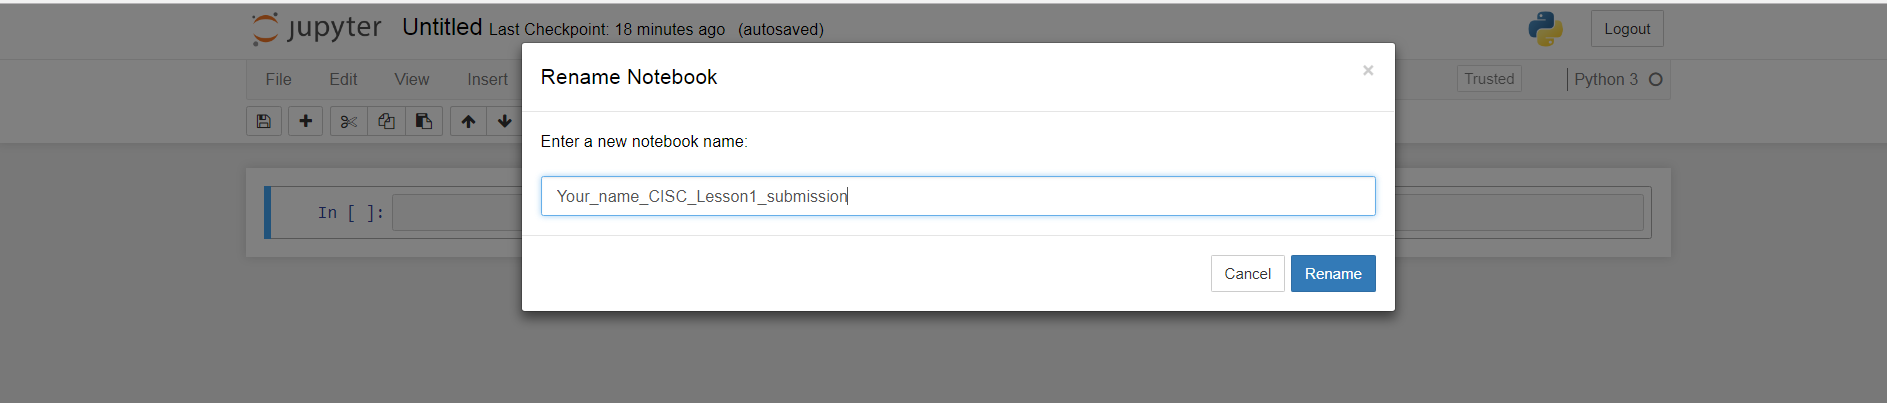 jupyter Untitled Last Checkpoint: 18 minutes ago (autosaved) Logout
File Edit View Insert Trusted Python 3
Rename Notebook ×
Enter a new notebook name:
Your_name_CISC_Lesson1_submission
In [ ]:
Cancel Rename